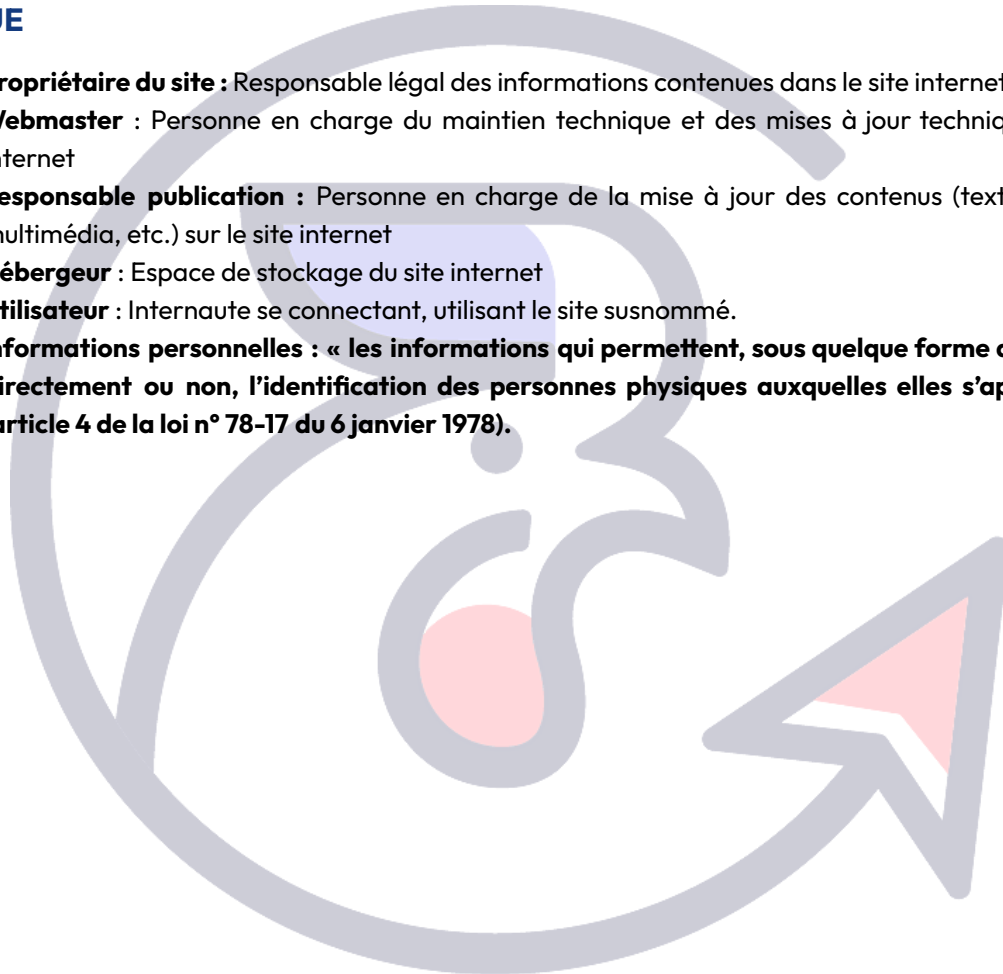 UE
ropriétaire du site : Responsable légal des informations contenues dans le site internet
Webmaster : Personne en charge du maintien technique et des mises à jour techniq
nternet
esponsable publication : Personne en charge de la mise à jour des contenus (text
nultimédia, etc.) sur le site internet
ébergeur : Espace de stockage du site internet
tilisateur : Internaute se connectant, utilisant le site susnommé.
nformations personnelles : « les informations qui permettent, sous quelque forme
irectement ou non, l’identification des personnes physiques auxquelles elles s’ap
article 4 de la loi n° 78-17 du 6 janvier 1978).